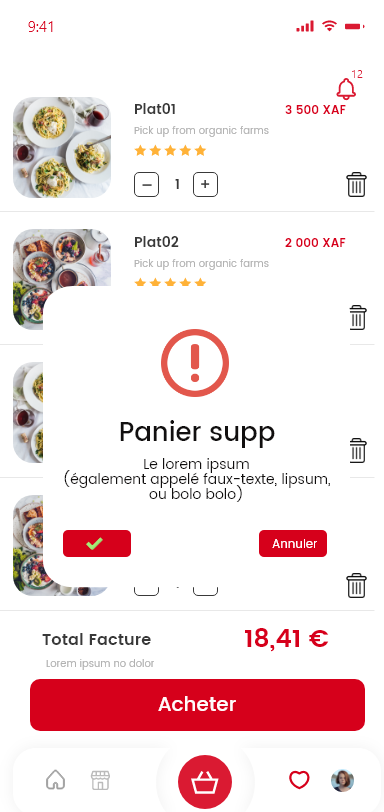 9:41
12
Plat01
3 500 XAF
Pick up from organic farms
1
Plat02
2 000 XAF
Pick up from organic farms
Panier supp
Le lorem ipsum
(également appelé faux-texte, lipsum,
ou bolo bolo)
Annuler
Total Facture
18,41 €
Lorem ipsum no dolor
Acheter